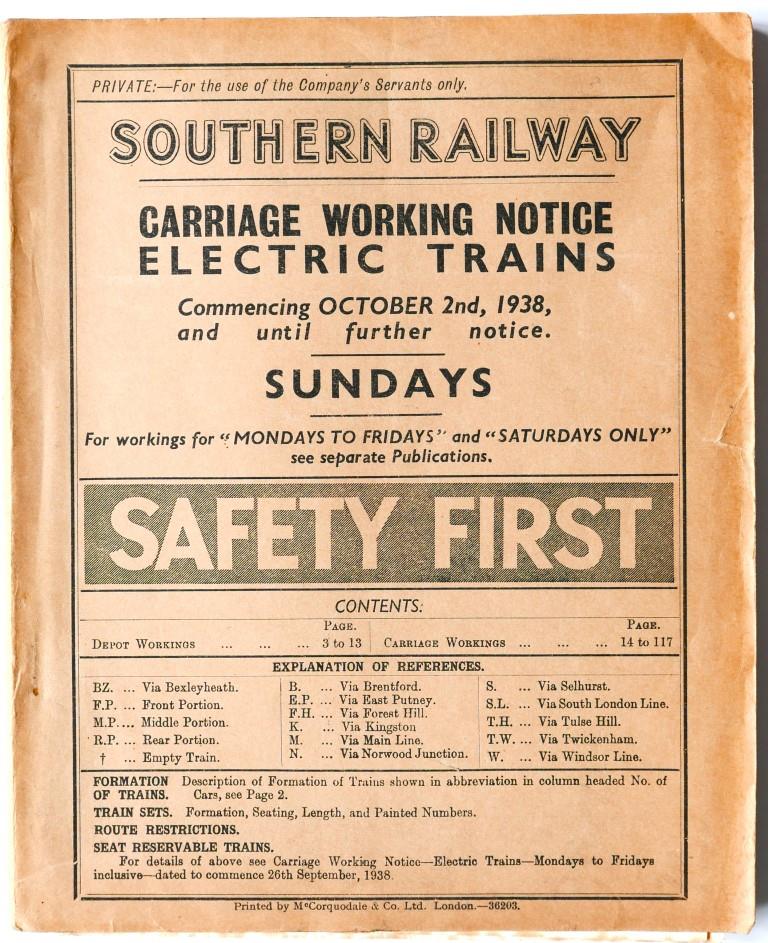 PRIVATE:—For the use of the Company's Servants only.
SOUTHERN RAILWAY
CARRIAGE WORKING NOTICE
ELECTRIC TRAINS
Commencing OCTOBER 2nd, 1938,
and until further notice.
SUNDAYS
For workings for "MONDAYS TO FRIDAYS" and "SATURDAYS ONLY"
see separate Publications.
SAFETY FIRST
CONTENTS:
PAGE. PAGE.
DEPOT WORKINGS ... ... ... 3 to 13 CARRIAGE WORKINGS ... ... ... 14 to 117
EXPLANATION OF REFERENCES.
BZ. ... Via Bexleyheath.
F.P. ... Front Portion.
M.P. ... Middle Portion.
R.P. ... Rear Portion.
† ... Empty Train.
B. ... Via Brentford.
E.P. ... Via East Putney.
F.H. ... Via Forest Hill.
K. ... Via Kingston
M. ... Via Main Line.
N. ... Via Norwood Junction.
S. ... Via Selhurst.
S.L. ... Via South London Line.
T.H. ... Via Tulse Hill.
T.W. ... Via Twickenham.
W. ... Via Windsor Line.
FORMATION Description of Formation of Trains shown in abbreviation in column headed No. of
OF TRAINS. Cars, see Page 2.
TRAIN SETS. Formation, Seating, Length, and Painted Numbers.
ROUTE RESTRICTIONS.
SEAT RESERVABLE TRAINS.
For details of above see Carriage Working Notice—Electric Trains—Mondays to Fridays
inclusive—dated to commence 26th September, 1938.
Printed by McCorquodale & Co. Ltd. London.—36203.